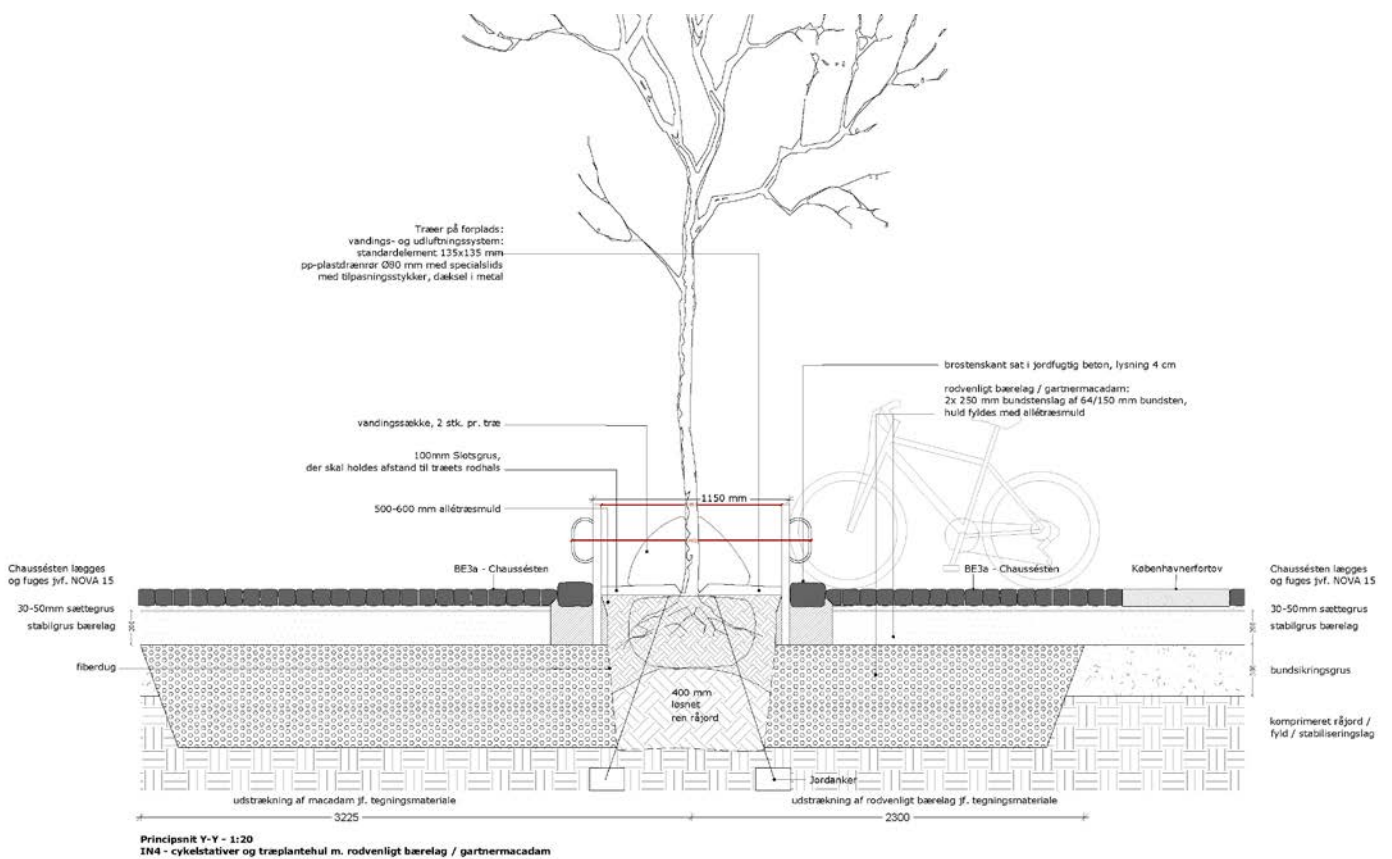 Træer på forplads:
vandings- og udluftningssystem:
standardelement 135x135 mm
pp-plastdrænrør Ø80 mm med specialslids
med tilpasningsstykker, dæksel i metal
brostenskant sat i jordfugtig beton, lysning 4 cm
rodvenligt bærelag / gartnermacadam:
2x 250 mm bundstenslag af 64/150 mm bundsten,
huld fyldes med allétræsmuld
vandingssække, 2 stk. pr. træ
100mm Slotsgrus,
der skal holdes afstand til træets rodhals
500-600 mm allétræsmuld
1150 mm
Chaussésten lægges
og fuges jvf. NOVA 15
BE3a - Chaussésten
BE3a - Chaussésten
Københavnerfortov
Chaussésten lægges
og fuges jvf. NOVA 15
30-50mm sættegrus
stabilgrus bærelag
30-50mm sættegrus
stabilgrus bærelag
fiberdug
bundsikringsgrus
400 mm
løsnet
ren råjord
komprimeret råjord /
fyld / stabiliseringslag
Jordanker
udstrækning af macadam jf. tegningsmateriale
udstrækning af rodvenligt bærelag jf. tegningsmateriale
3225
2300
Principsnit Y-Y - 1:20
IN4 - cykelstativer og træplantehul m. rodvenligt bærelag / gartnermacadam